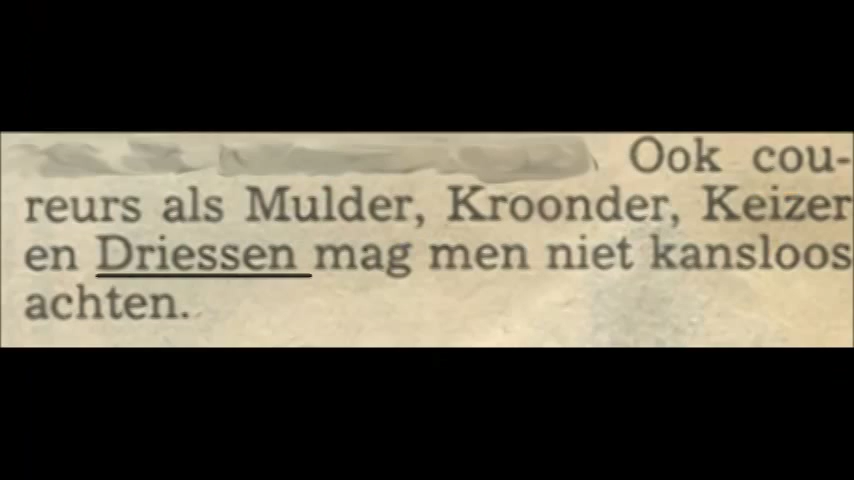 Ook cou-
reurs als Mulder, Kroonder, Keizer
en Driessen mag men niet kansloos
achten.